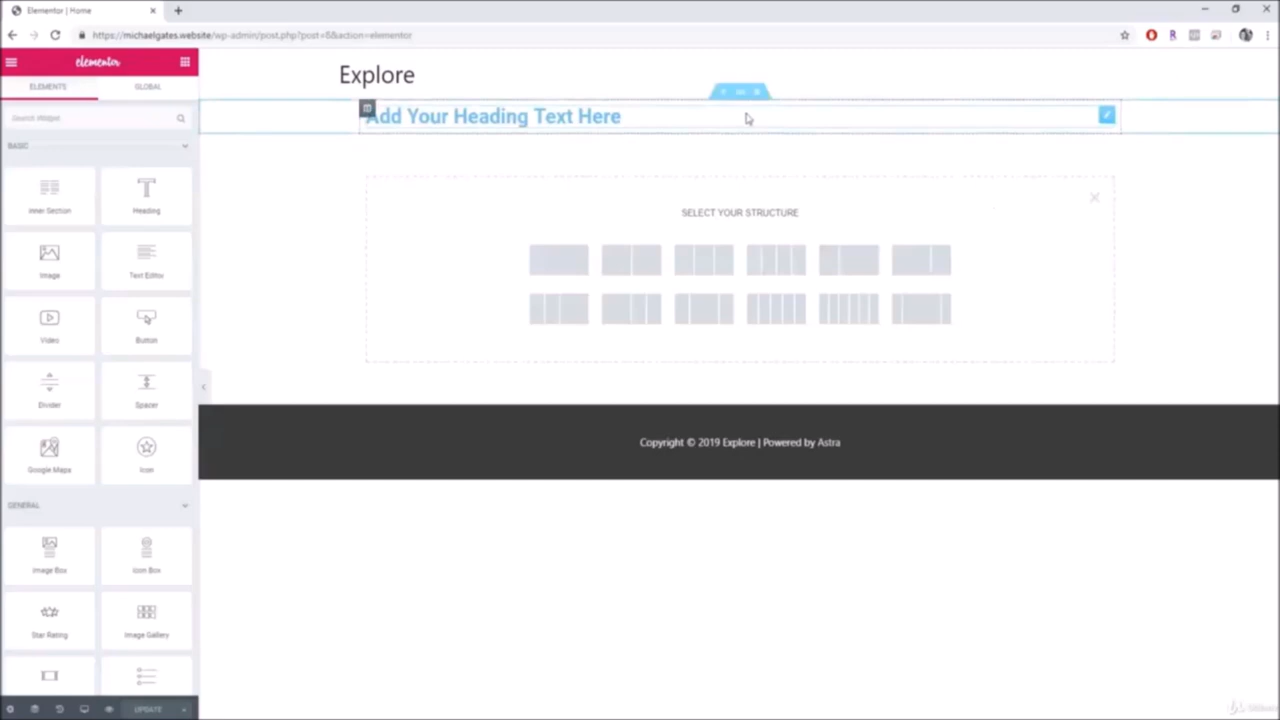 Elementor | Home
https://michaelgates.website/wp-admin/post.php?post=6&action=elementor
elementor
ELEMENTS GLOBAL
Search Widget
BASIC
Inner Section Heading
Image Text Editor
Video Button
Divider Spacer
Google Maps Icon
GENERAL
Image Box Icon Box
Star Rating Image Gallery
UPDATE
Explore
Add Your Heading Text Here
SELECT YOUR STRUCTURE
Copyright © 2019 Explore | Powered by Astra